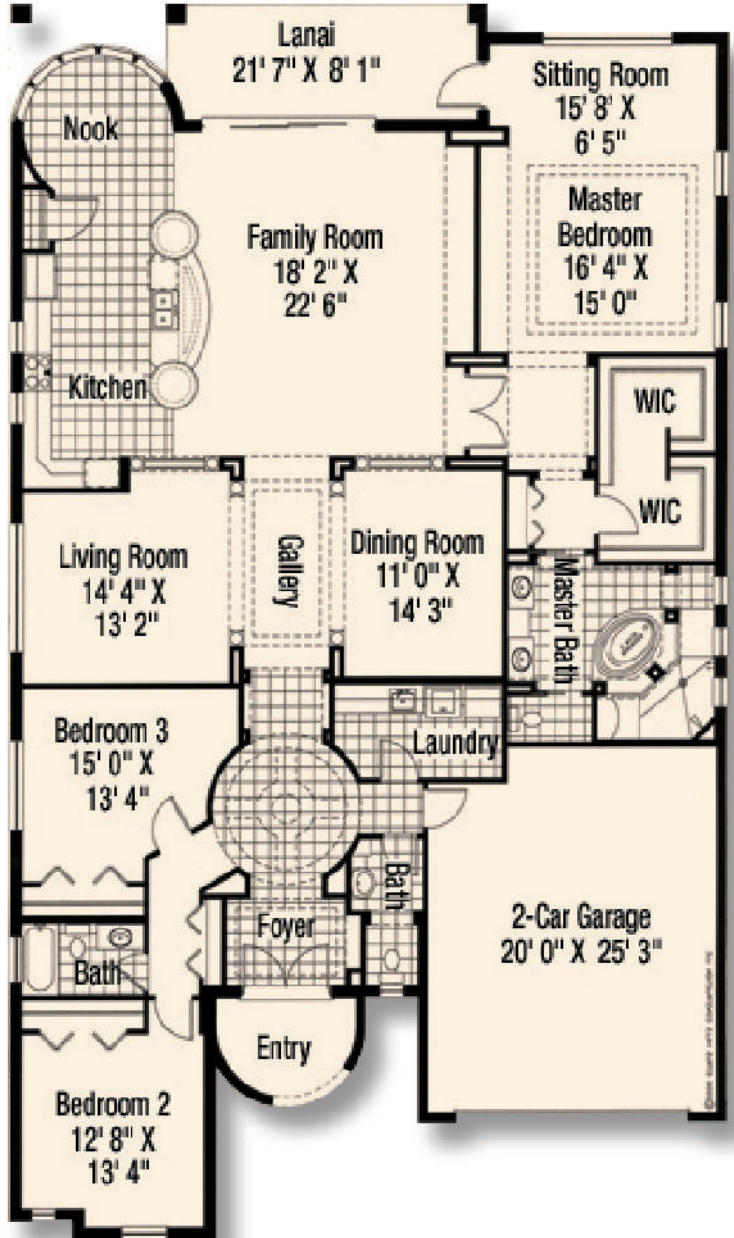 Lanai
21' 7" X 8' 1"
Sitting Room
15' 8' X
6' 5"
Nook
Master
Bedroom
16' 4" X
15' 0"
Family Room
18' 2" X
22' 6"
Kitchen
WIC
WIC
Living Room
14' 4" X
13' 2"
Gallery
Dining Room
11' 0" X
14' 3"
Master Bath
Bedroom 3
15' 0" X
13' 4"
Laundry
Bath
Foyer
2-Car Garage
20' 0" X 25' 3"
Bath
Entry
Bedroom 2
12' 8" X
13' 4"